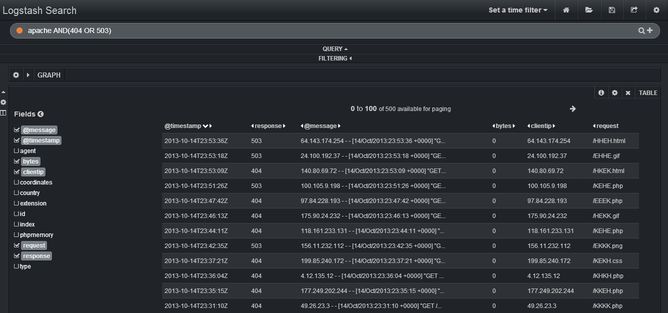 Logstash Search
Set a time filter
apache AND(404 OR 503)
QUERY
FILTERING
GRAPH
TABLE
0 to 100 of 500 available for paging
Fields
@message
@timestamp
agent
bytes
clientip
coordinates
country
extension
id
index
phpmemory
request
response
type
@timestamp response @message bytes clientip request
2013-10-14T23:53:36Z 503 64.143.174.254 - - [14/Oct/2013:23:53:36 +0000] "G... 0 64.143.174.254 /HHEH.html
2013-10-14T23:53:18Z 503 24.100.192.37 - - [14/Oct/2013:23:53:18 +0000] "GE... 0 24.100.192.37 /EHE.gif
2013-10-14T23:53:09Z 404 140.80.69.72 - - [14/Oct/2013:23:53:09 +0000] "GET... 0 140.80.69.72 /HKEK.html
2013-10-14T23:51:26Z 503 100.105.9.198 - - [14/Oct/2013:23:51:26 +0000] "GE... 0 100.105.9.198 /KEHE.php
2013-10-14T23:47:42Z 404 97.84.228.193 - - [14/Oct/2013:23:47:42 +0000] "GE... 0 97.84.228.193 /EEEK.php
2013-10-14T23:46:13Z 404 175.90.24.232 - - [14/Oct/2013:23:46:13 +0000] "GE... 0 175.90.24.232 /HEKK.gif
2013-10-14T23:44:11Z 404 118.161.233.131 - - [14/Oct/2013:23:44:11 +0000] "... 0 118.161.233.131 /KEHE.php
2013-10-14T23:42:35Z 503 156.11.232.112 - - [14/Oct/2013:23:42:35 +0000] "G... 0 156.11.232.112 /KKKK.png
2013-10-14T23:37:21Z 404 199.85.240.172 - - [14/Oct/2013:23:37:21 +0000] "G... 0 199.85.240.172 /KEKH.css
2013-10-14T23:36:04Z 404 4.12.135.12 - - [14/Oct/2013:23:36:04 +0000] "GET ... 0 4.12.135.12 /KHKH.php
2013-10-14T23:35:15Z 404 177.249.202.244 - - [14/Oct/2013:23:35:15 +0000] "... 0 177.249.202.244 /KKEH.php
2013-10-14T23:31:10Z 404 49.26.23.3 - - [14/Oct/2013:23:31:10 +0000] "GET /... 0 49.26.23.3 /KKKK.php